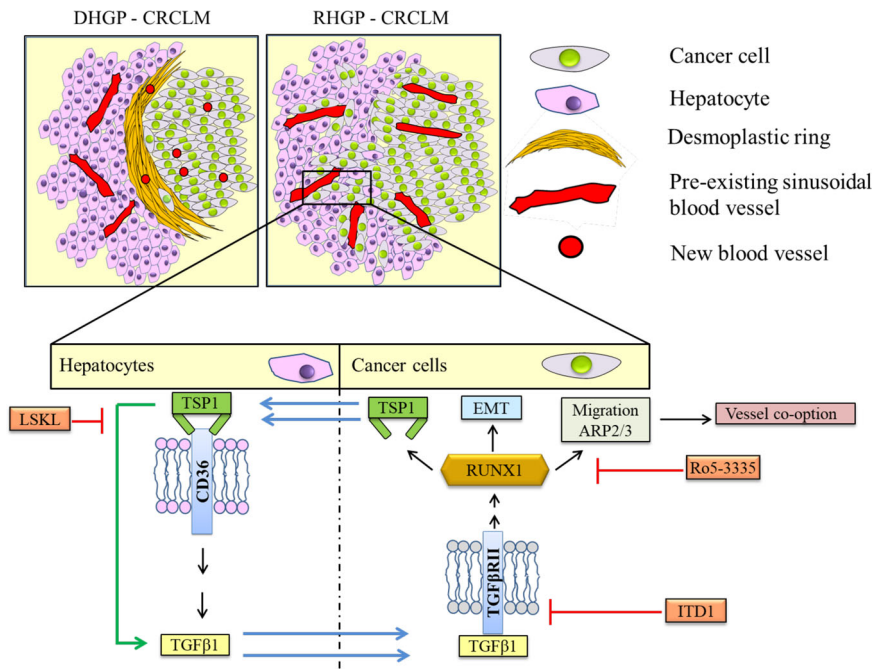 DHGP - CRCLM
RHGP - CRCLM
Cancer cell
Hepatocyte
Desmoplastic ring
Pre-existing sinusoidal
blood vessel
New blood vessel
Hepatocytes
Cancer cells
LSKL
TSP1
TSP1
EMT
Migration
ARP2/3
Vessel co-option
CD36
RUNX1
Ro5-3335
TGFβRII
ITD1
TGFβ1
TGFβ1